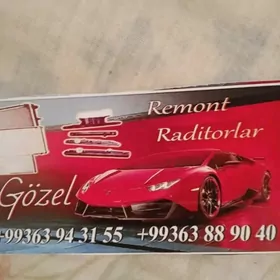 Remont
Raditorlar
Gözel
+99363 94 31 55 +99363 88 90 40